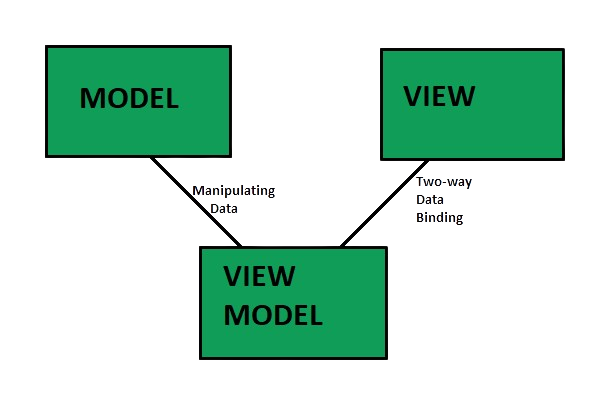 MODEL
VIEW
Manipulating
Data
Two-way
Data
Binding
VIEW
MODEL